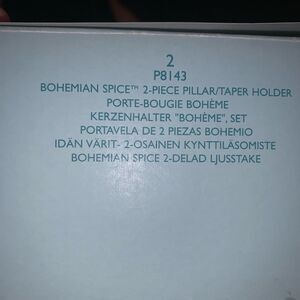 2
P8143
BOHEMIAN SPICE™ 2-PIECE PILLAR/TAPER HOLDER
PORTE-BOUGIE BOHÈME
KERZENHALTER "BOHÈME", SET
PORTAVELA DE 2 PIEZAS BOHEMIO
IDÄN VÄRIT- 2-OSAINEN KYNTTILÄSOMISTE
BOHEMIAN SPICE 2-DELAD LJUSSTAKE